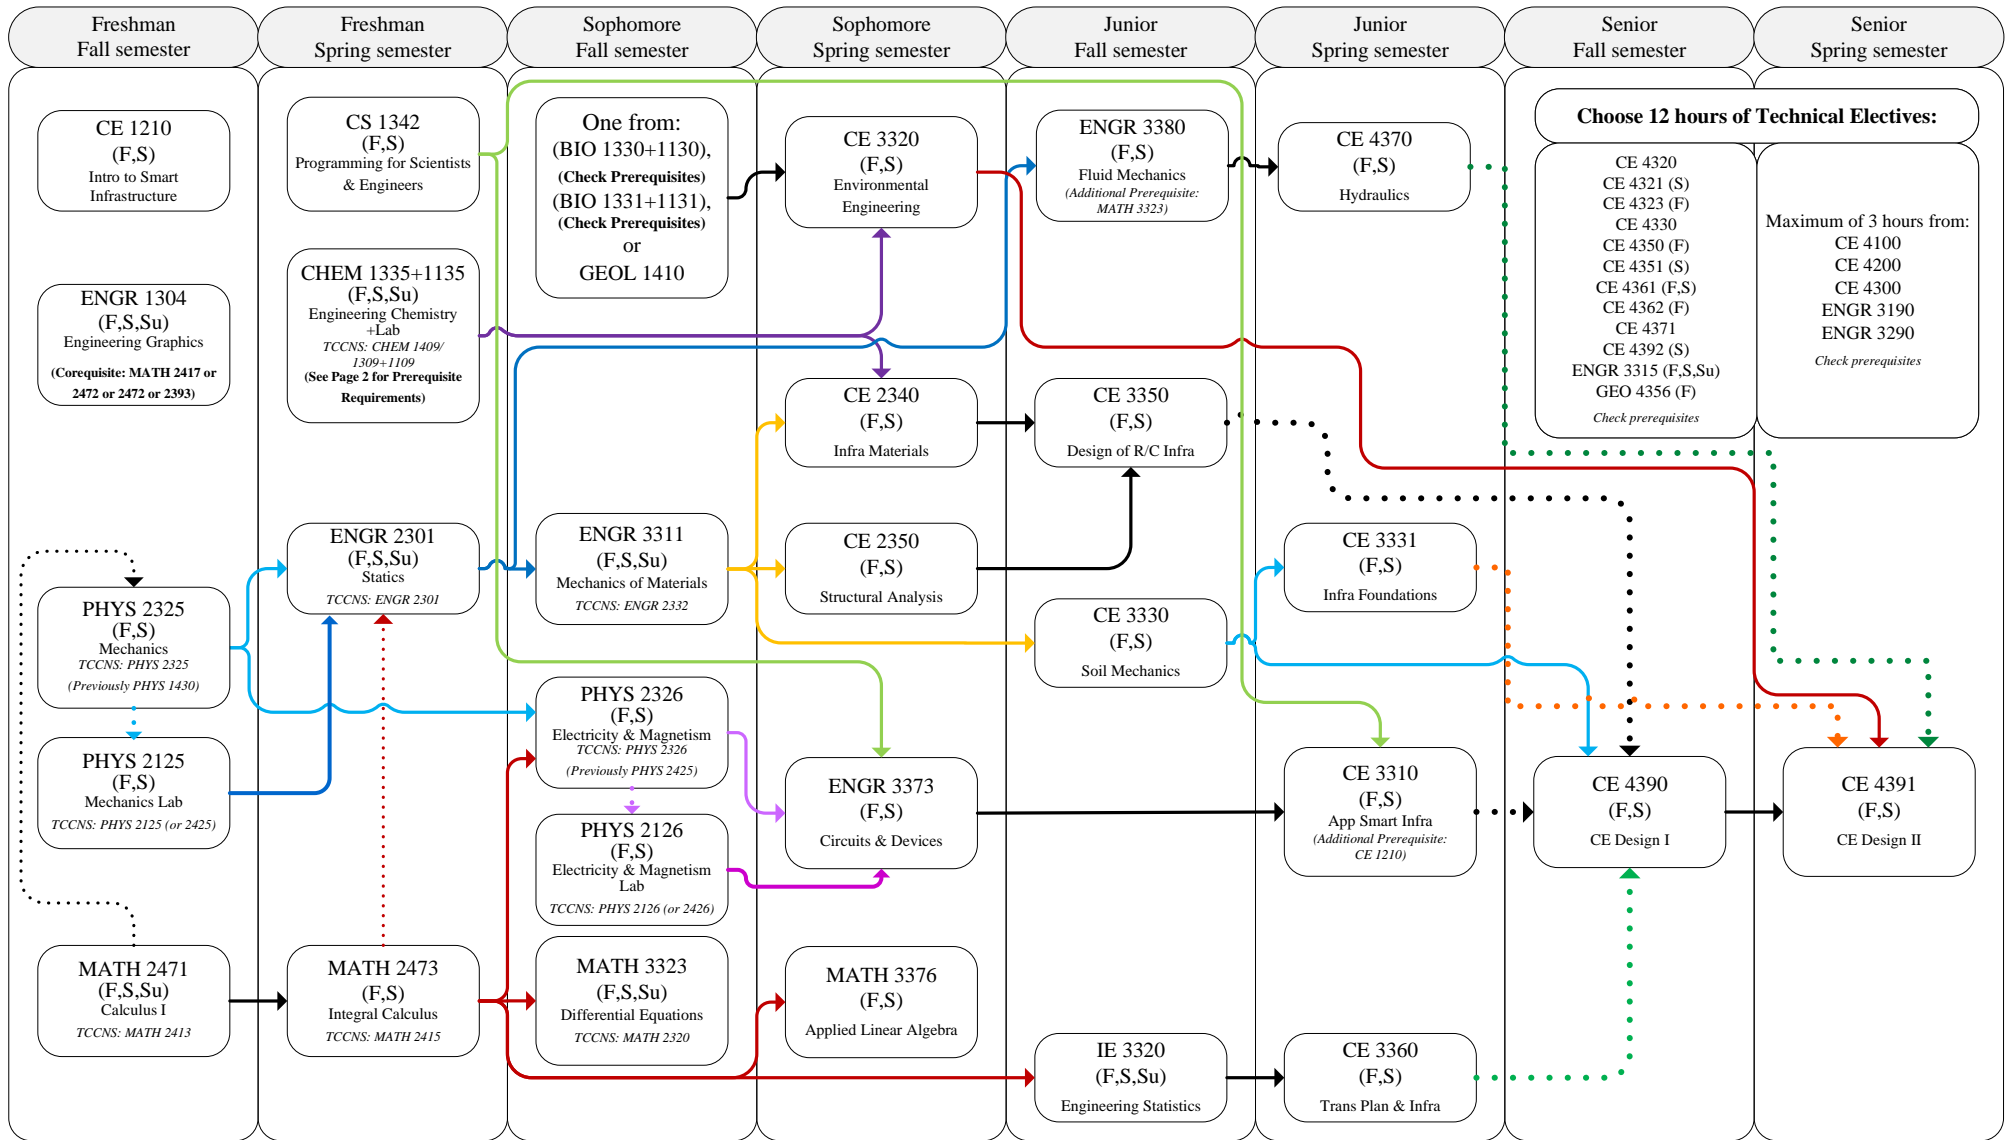 Freshman
Fall semester
Freshman
Spring semester
Sophomore
Fall semester
Sophomore
Spring semester
Junior
Fall semester
Junior
Spring semester
Senior
Fall semester
Senior
Spring semester
CE 1210
(F,S)
Intro to Smart
Infrastructure
ENGR 1304
(F,S,Su)
Engineering Graphics
(Corequisite: MATH 2417 or
2472 or 2472 or 2393)
PHYS 2325
(F,S)
Mechanics
TCCNS: PHYS 2325
(Previously PHYS 1430)
PHYS 2125
(F,S)
Mechanics Lab
TCCNS: PHYS 2125 (or 2425)
MATH 2471
(F,S,Su)
Calculus I
TCCNS: MATH 2413
CS 1342
(F,S)
Programming for Scientists
& Engineers
CHEM 1335+1135
(F,S,Su)
Engineering Chemistry
+Lab
TCCNS: CHEM 1409/
1309+1109
(See Page 2 for Prerequisite
Requirements)
ENGR 2301
(F,S,Su)
Statics
TCCNS: ENGR 2301
MATH 2473
(F,S)
Integral Calculus
TCCNS: MATH 2415
One from:
(BIO 1330+1130),
(Check Prerequisites)
(BIO 1331+1131),
(Check Prerequisites)
or
GEOL 1410
ENGR 3311
(F,S,Su)
Mechanics of Materials
TCCNS: ENGR 2332
PHYS 2326
(F,S)
Electricity & Magnetism
TCCNS: PHYS 2326
(Previously PHYS 2425)
PHYS 2126
(F,S)
Electricity & Magnetism
Lab
TCCNS: PHYS 2126 (or 2426)
MATH 3323
(F,S,Su)
Differential Equations
TCCNS: MATH 2320
CE 3320
(F,S)
Environmental
Engineering
CE 2340
(F,S)
Infra Materials
CE 2350
(F,S)
Structural Analysis
ENGR 3373
(F,S)
Circuits & Devices
MATH 3376
(F,S)
Applied Linear Algebra
ENGR 3380
(F,S)
Fluid Mechanics
(Additional Prerequisite:
MATH 3323)
CE 3350
(F,S)
Design of R/C Infra
CE 3330
(F,S)
Soil Mechanics
IE 3320
(F,S,Su)
Engineering Statistics
CE 4370
(F,S)
Hydraulics
CE 3331
(F,S)
Infra Foundations
CE 3310
(F,S)
App Smart Infra
(Additional Prerequisite:
CE 1210)
CE 3360
(F,S)
Trans Plan & Infra
Choose 12 hours of Technical Electives:
CE 4320
CE 4321 (S)
CE 4323 (F)
CE 4330
CE 4350 (F)
CE 4351 (S)
CE 4361 (F,S)
CE 4362 (F)
CE 4371
CE 4392 (S)
ENGR 3315 (F,S,Su)
GEO 4356 (F)
Check prerequisites
Maximum of 3 hours from:
CE 4100
CE 4200
CE 4300
ENGR 3190
ENGR 3290
Check prerequisites
CE 4390
(F,S)
CE Design I
CE 4391
(F,S)
CE Design II